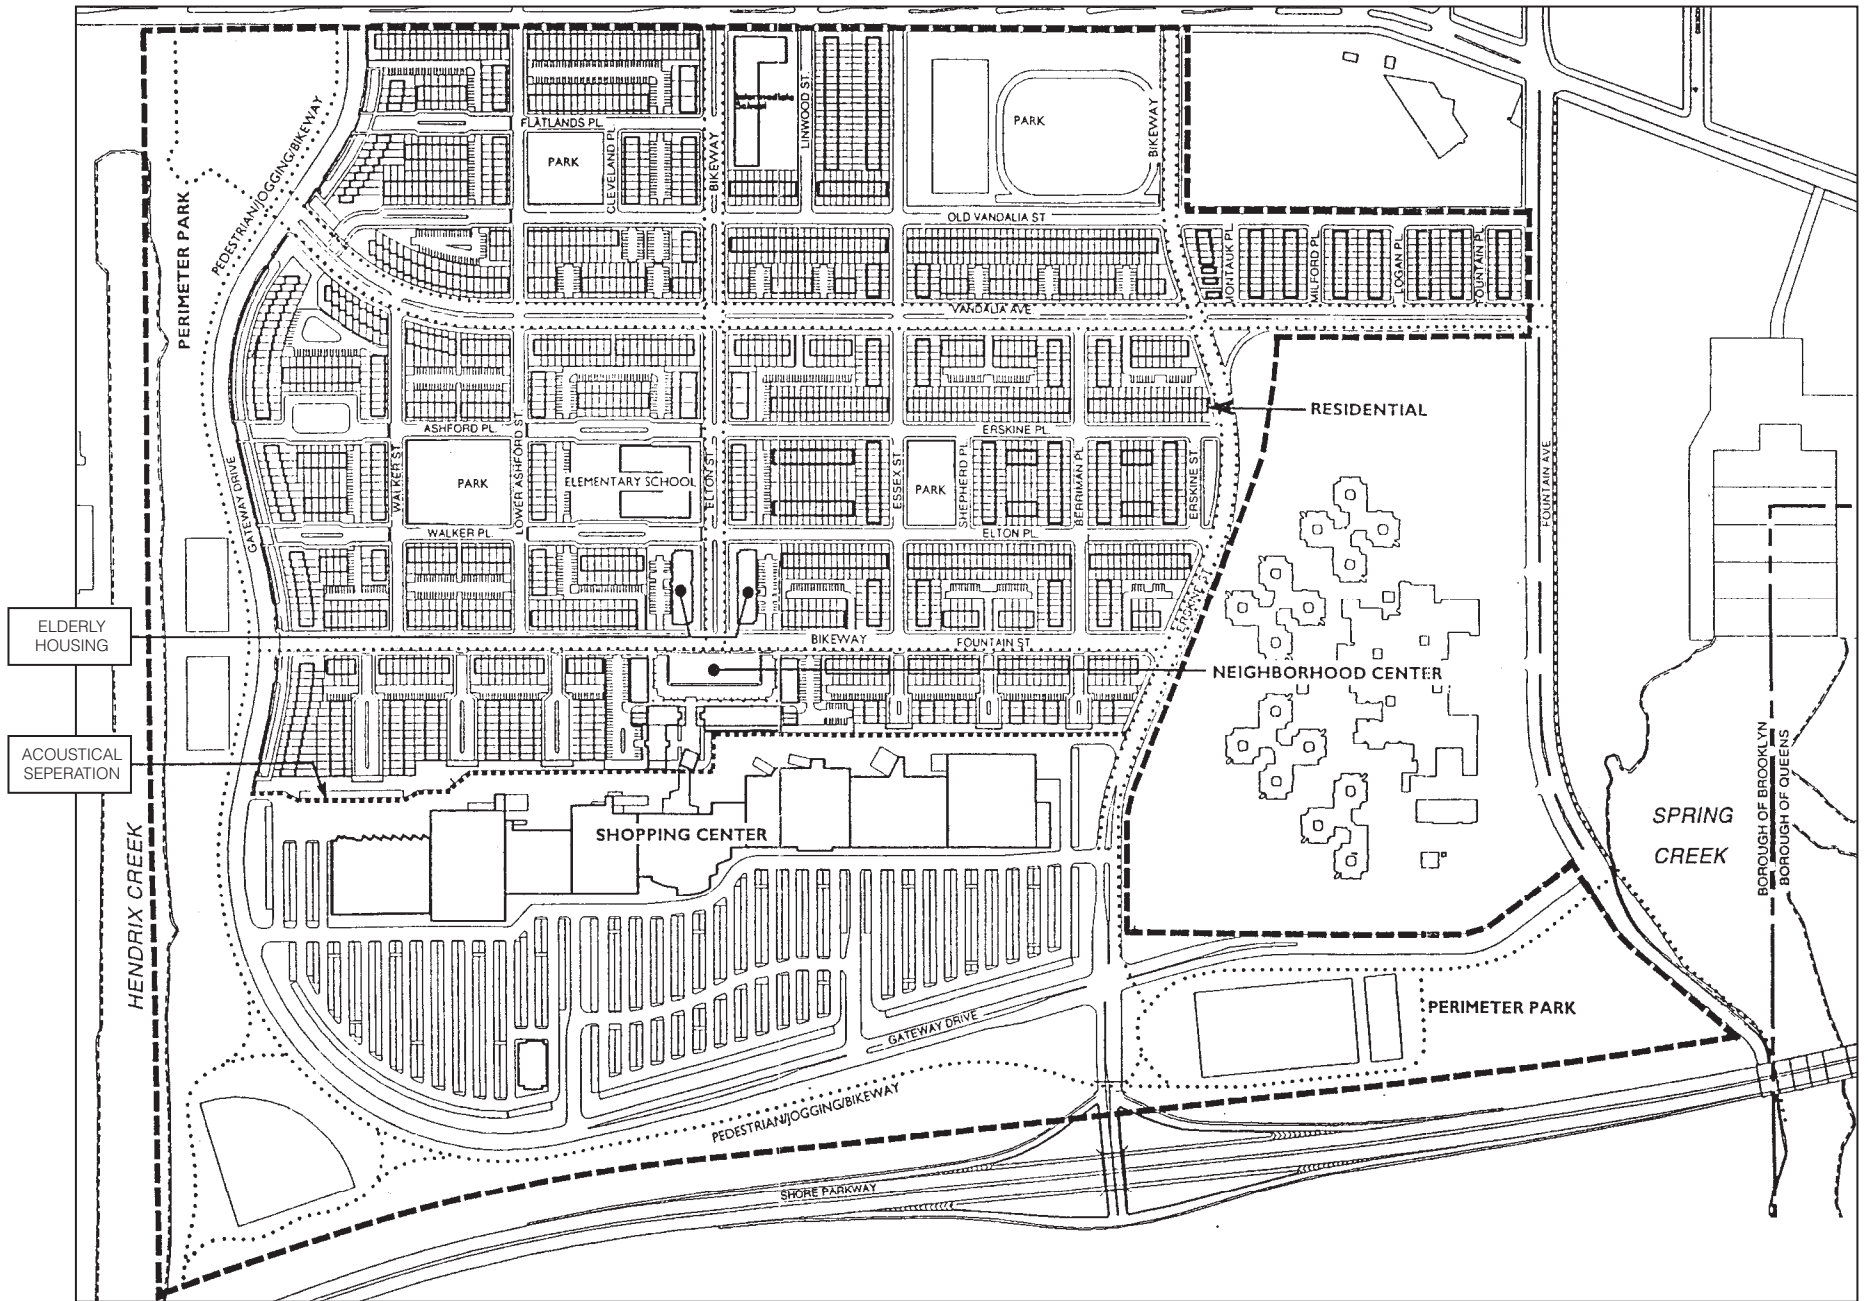 Intermediate
School
LINWOOD ST.
BIKEWAY
BIKEWAY
PARK
FLATLANDS PL.
PARK
CLEVELAND PL.
PEDESTRIAN/JOGGING/BIKEWAY
PERIMETER PARK
OLD VANDALIA ST
MONTAUK PL.
MILFORD PL.
LOGAN PL.
FOUNTAIN PL.
VANDALIA AVE
RESIDENTIAL
ASHFORD PL.
LOWER ASHFORD ST
ERSKINE PL.
WALKER ST
PARK
ELEMENTARY SCHOOL
ELTON ST
ESSEX ST
PARK
SHEPHERD PL.
BERRIMAN PL.
ERSKINE ST
FOUNTAIN AVE
GATEWAY DRIVE
WALKER PL.
ELTON PL.
ERSKINE ST
ELDERLY
HOUSING
BIKEWAY
FOUNTAIN ST.
NEIGHBORHOOD CENTER
ACOUSTICAL
SEPERATION
SHOPPING CENTER
SPRING
CREEK
BOROUGH OF BROOKLYN
BOROUGH OF QUEENS
HENDRIX CREEK
PERIMETER PARK
GATEWAY DRIVE
PEDESTRIAN/JOGGING/BIKEWAY
SHORE PARKWAY